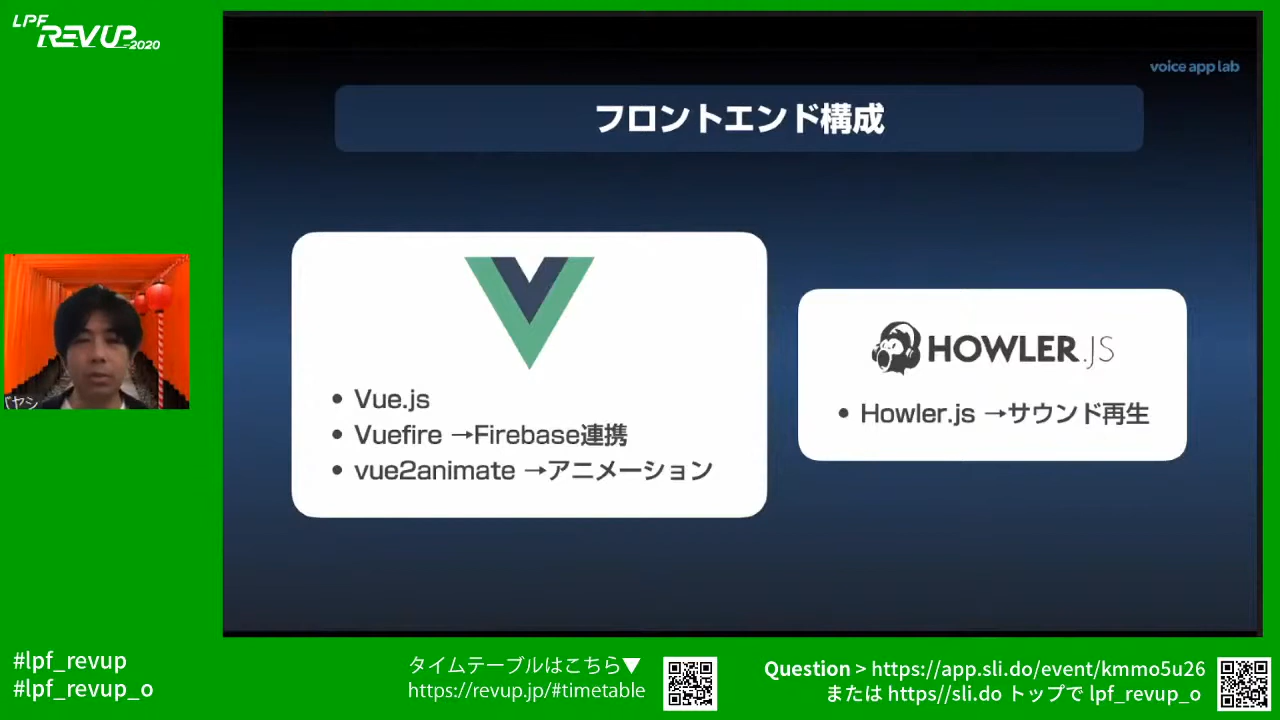 LPF
REVUP 2020
voice app lab
フロントエンド構成
• Vue.js
• Vuefire →Firebase連携
• vue2animate →アニメーション
HOWLER.JS
• Howler.js →サウンド再生
バヤシ
#lpf_revup
#lpf_revup_o
タイムテーブルはこちら▼
https://revup.jp/#timetable
Question > https://app.sli.do/event/kmmo5u26
または https//sli.do トップで lpf_revup_o